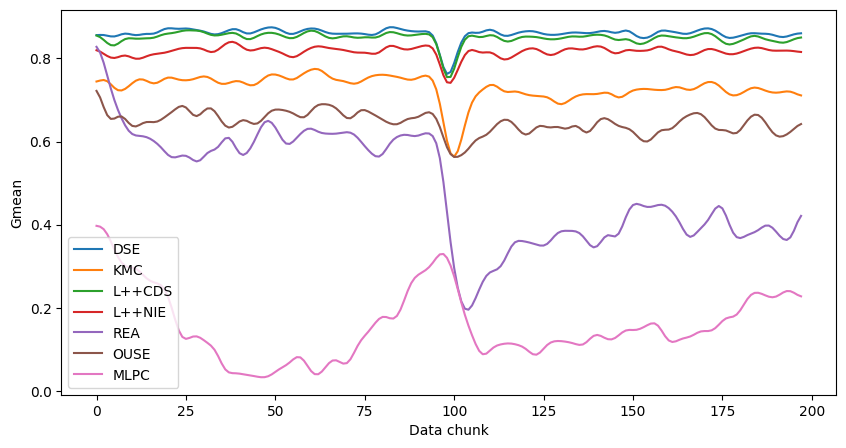 Gmean
0.8
0.6
0.4
0.2
0.0
DSE
KMC
L++CDS
L++NIE
REA
OUSE
MLPC
0 25 50 75 100 125 150 175 200
Data chunk